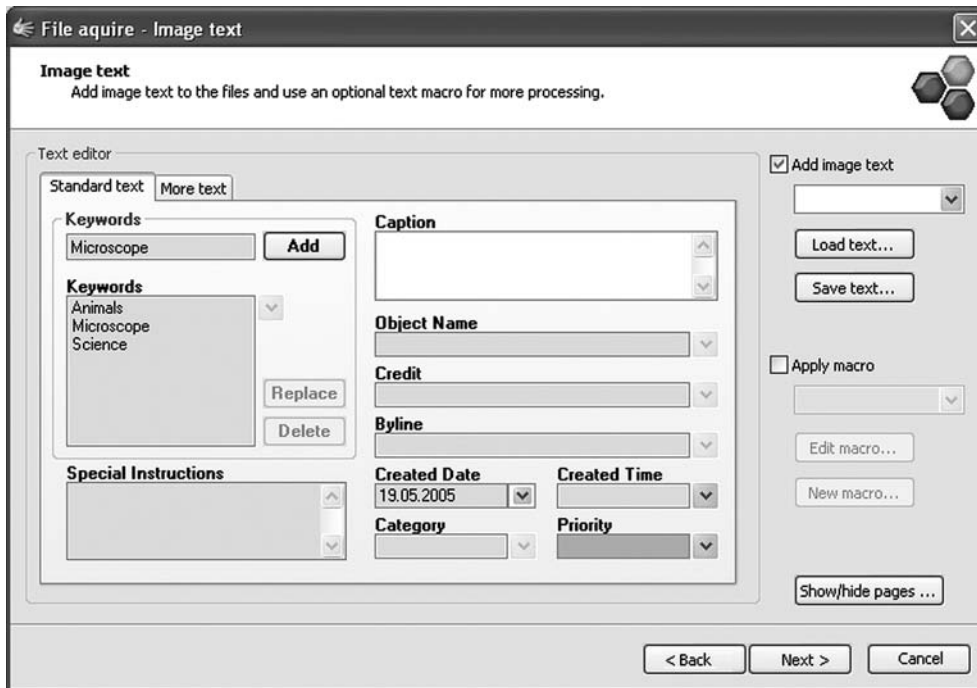 File aquire - Image text
Image text
Add image text to the files and use an optional text macro for more processing.
Text editor
Standard text
More text
Keywords
Microscope
Add
Keywords
Animals
Microscope
Science
Replace
Delete
Special Instructions
Caption
Object Name
Credit
Byline
Created Date
19.05.2005
Created Time
Category
Priority
Add image text
Load text...
Save text...
Apply macro
Edit macro...
New macro...
Show/hide pages ...
< Back
Next >
Cancel